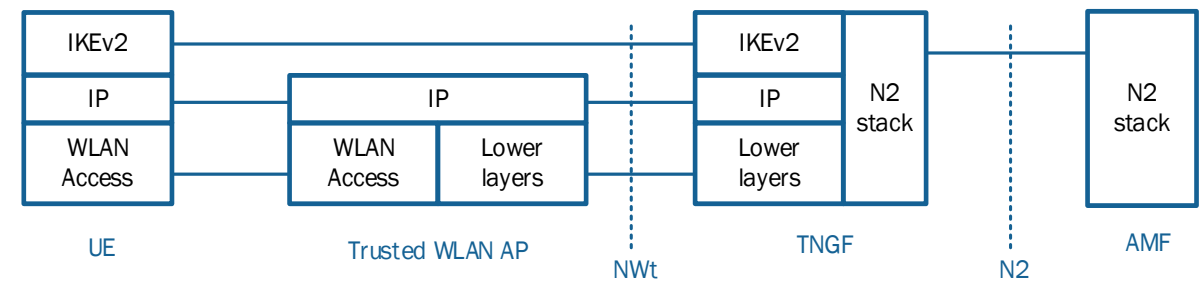 IKEv2
IP
WLAN
Access
UE
IP
WLAN
Access
Lower
layers
Trusted WLAN AP
NWt
IKEv2
IP
Lower
layers
N2
stack
TNGF
N2
N2
stack
AMF